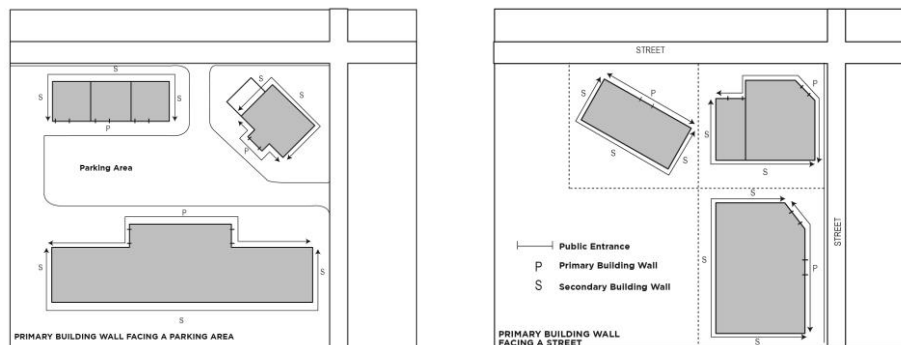 S
S
S
P
Parking Area
S
S
S
P
P
S
S
S
PRIMARY BUILDING WALL FACING A PARKING AREA
STREET
S
P
S
S
P
S
S
S
S
P
STREET
S
Public Entrance
P Primary Building Wall
S Secondary Building Wall
PRIMARY BUILDING WALL
FACING A STREET